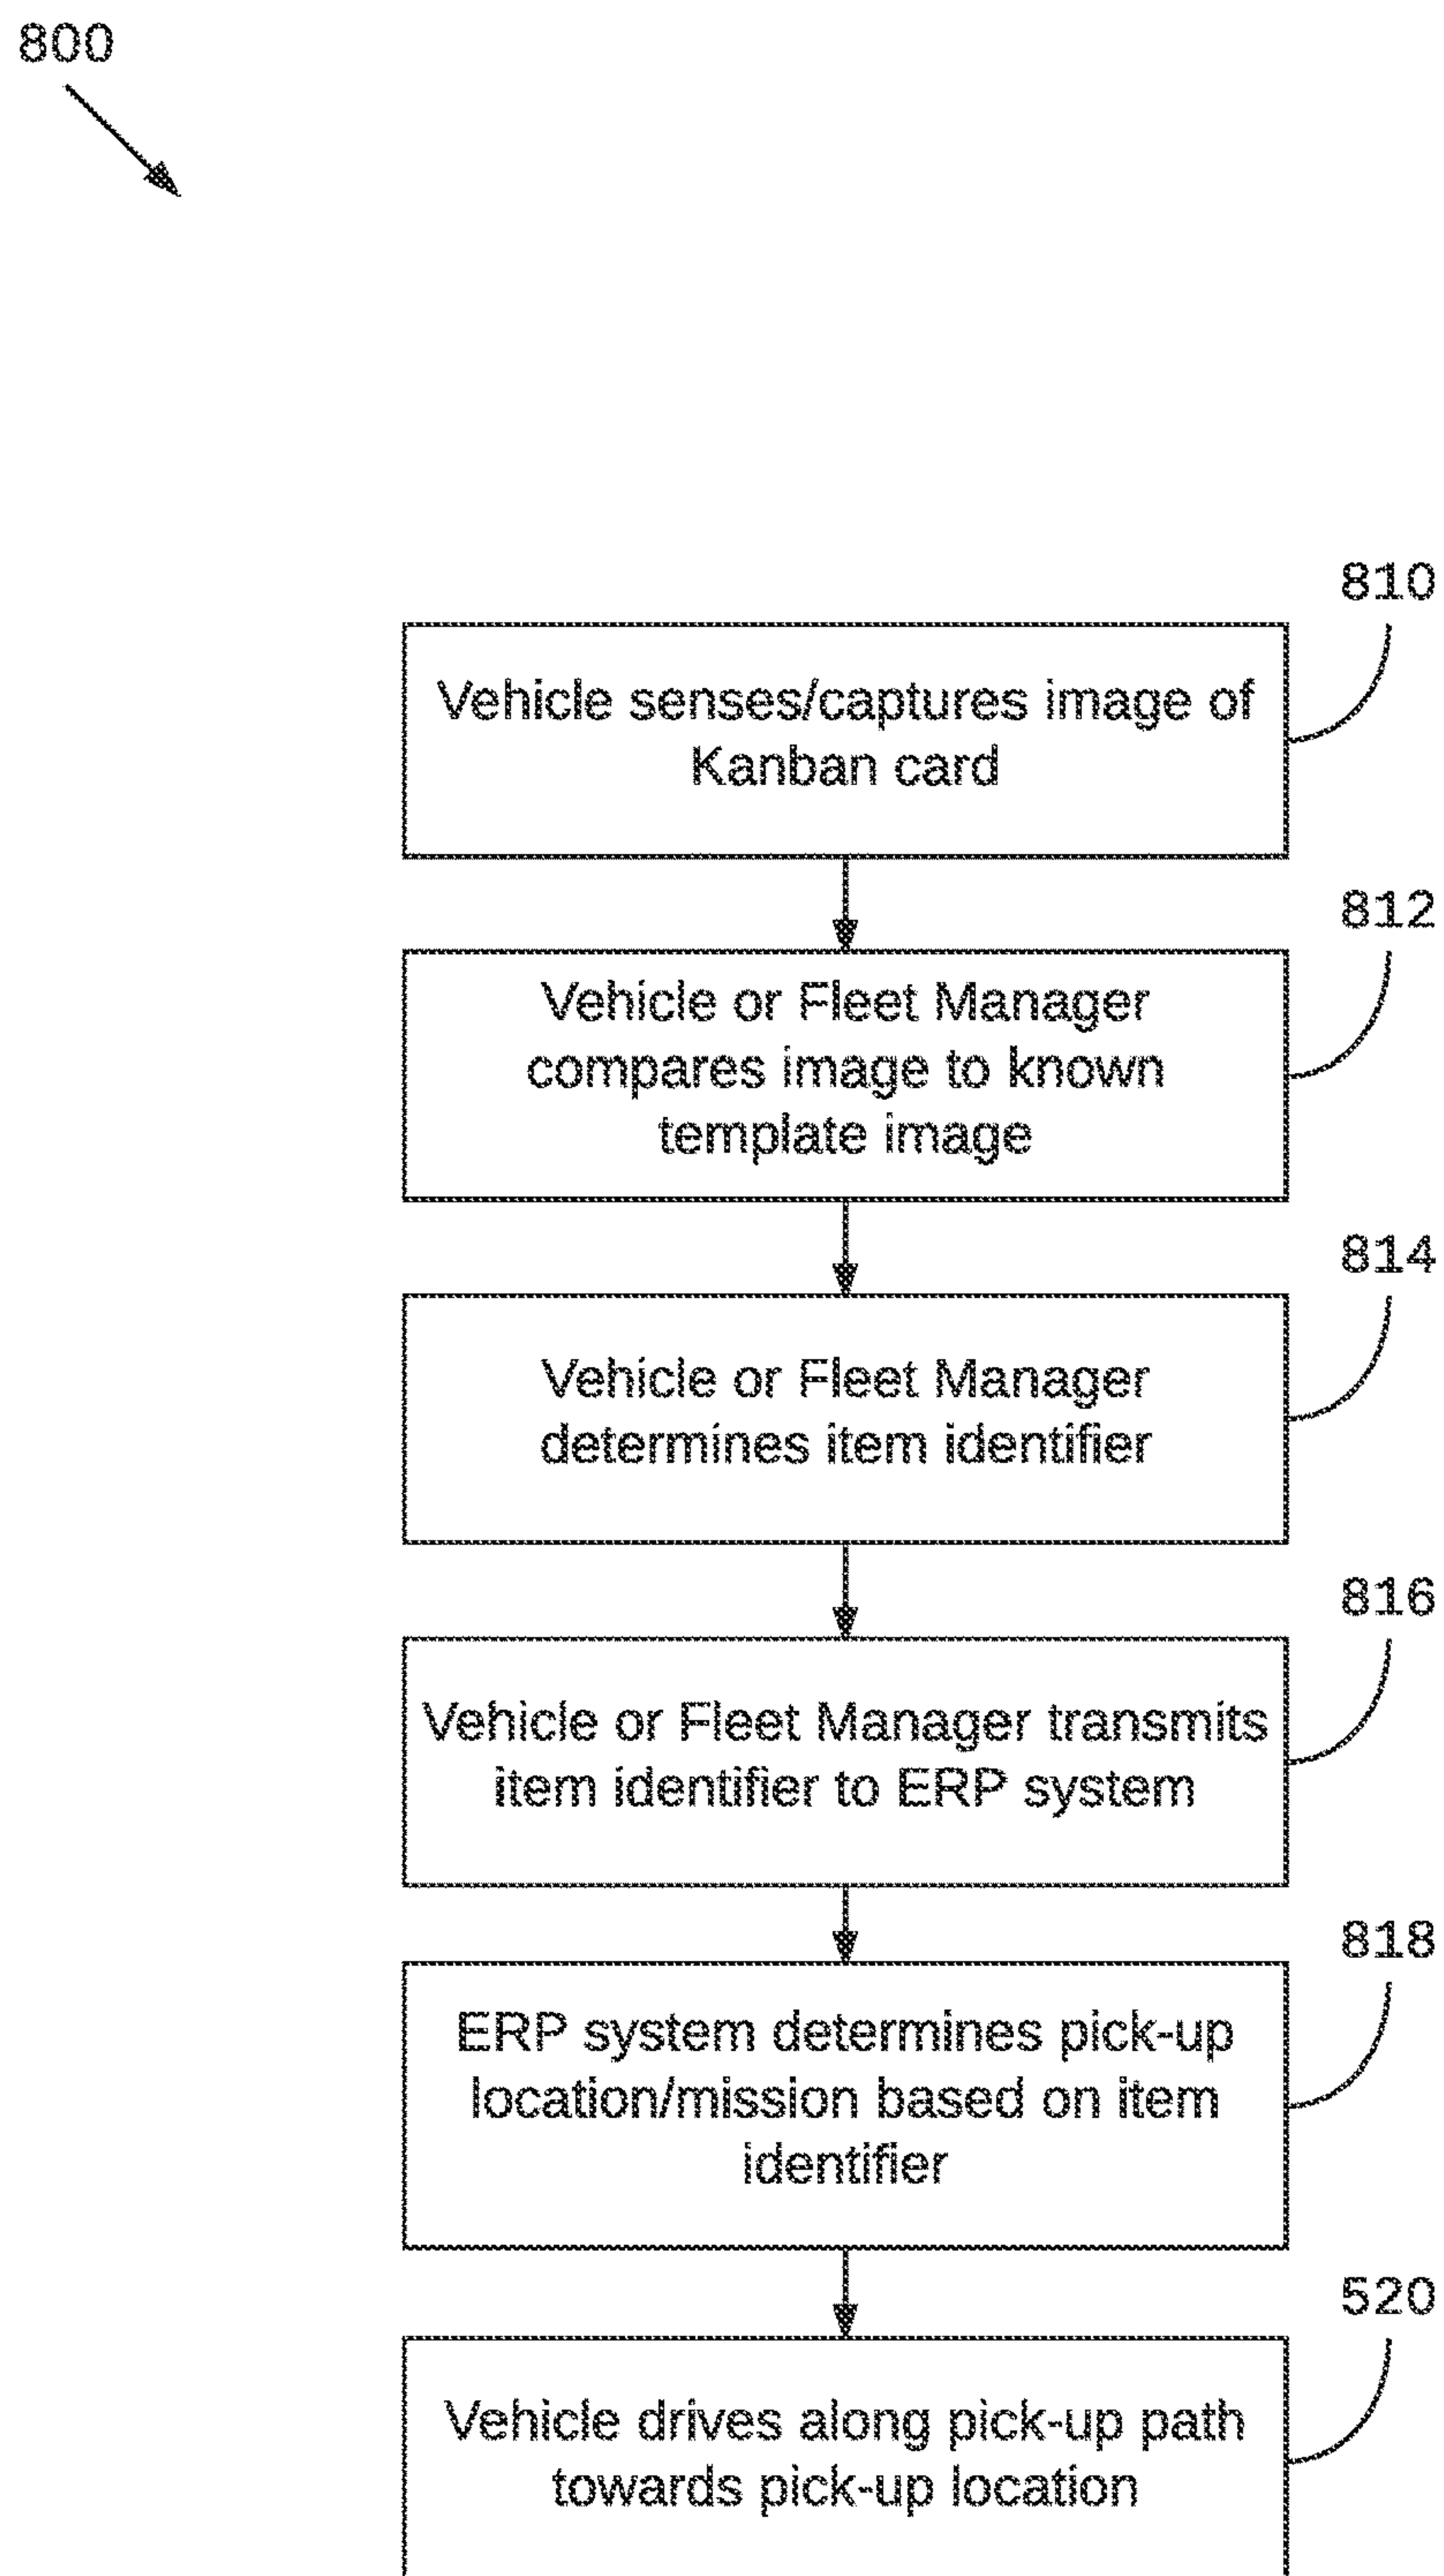 800
810
Vehicle senses/captures image of
Kanban card
812
Vehicle or Fleet Manager
compares image to known
template image
814
Vehicle or Fleet Manager
determines item identifier
816
Vehicle or Fleet Manager transmits
item identifier to ERP system
818
ERP system determines pick-up
location/mission based on item
identifier
520
Vehicle drives along pick-up path
towards pick-up location